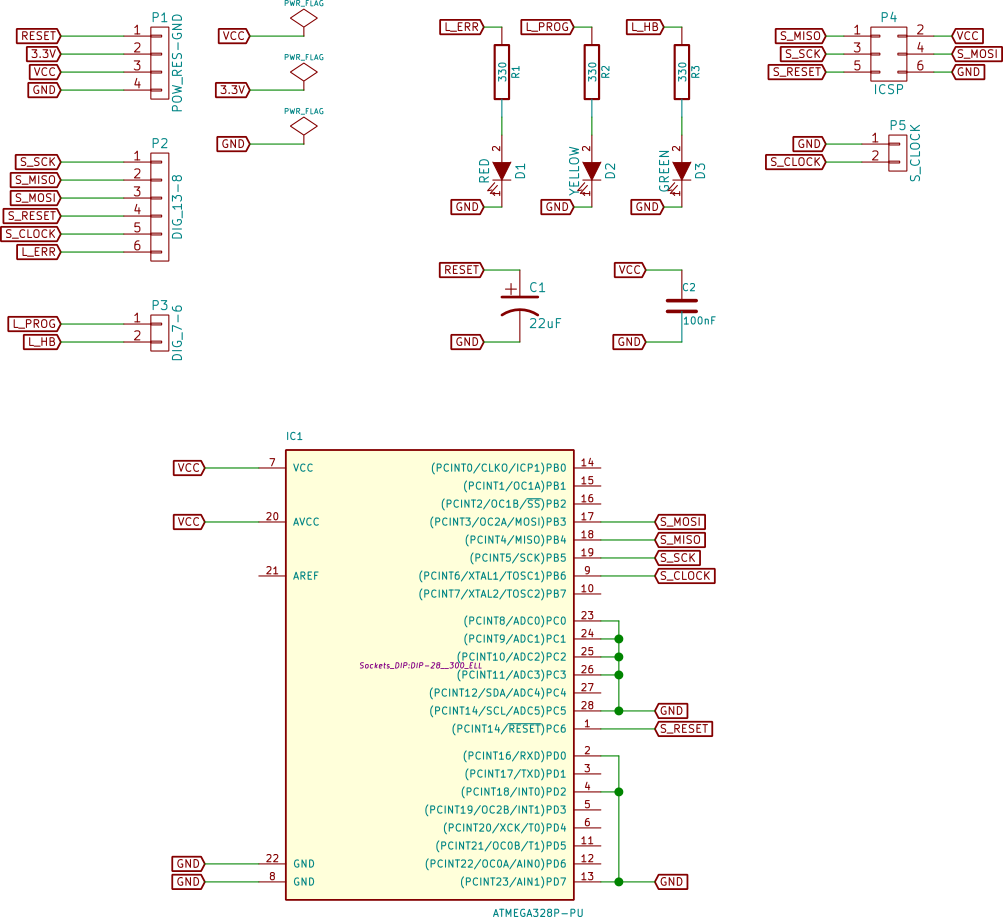 P1
RESET 1
3.3V 2
VCC 3
GND 4
POW_RES-GND
PWR_FLAG
VCC
PWR_FLAG
3.3V
PWR_FLAG
GND
P2
S_SCK 1
S_MISO 2
S_MOSI 3
S_RESET 4
S_CLOCK 5
L_ERR 6
DIG_13-8
P3
L_PROG 1
L_HB 2
DIG_7-6
L_ERR
330
R1
2
RED
D1
1
GND
L_PROG
330
R2
2
YELLOW
D2
1
GND
L_HB
330
R3
2
GREEN
D3
1
GND
P4
S_MISO 1 2 VCC
S_SCK 3 4 S_MOSI
S_RESET 5 6 GND
ICSP
P5
GND 1
S_CLOCK 2
S_CLOCK
RESET
+
C1
22uF
GND
VCC
C2
100nF
GND
IC1
VCC 7 VCC
VCC 20 AVCC
21 AREF
GND 22 GND
GND 8 GND
Sockets_DIP:DIP-28__300_ELL
(PCINT0/CLKO/ICP1)PB0 14
(PCINT1/OC1A)PB1 15
(PCINT2/OC1B/SS)PB2 16
(PCINT3/OC2A/MOSI)PB3 17 S_MOSI
(PCINT4/MISO)PB4 18 S_MISO
(PCINT5/SCK)PB5 19 S_SCK
(PCINT6/XTAL1/TOSC1)PB6 9 S_CLOCK
(PCINT7/XTAL2/TOSC2)PB7 10
(PCINT8/ADC0)PC0 23
(PCINT9/ADC1)PC1 24
(PCINT10/ADC2)PC2 25
(PCINT11/ADC3)PC3 26
(PCINT12/SDA/ADC4)PC4 27
(PCINT14/SCL/ADC5)PC5 28 GND
(PCINT14/RESET)PC6 1 S_RESET
(PCINT16/RXD)PD0 2
(PCINT17/TXD)PD1 3
(PCINT18/INT0)PD2 4
(PCINT19/OC2B/INT1)PD3 5
(PCINT20/XCK/T0)PD4 6
(PCINT21/OC0B/T1)PD5 11
(PCINT22/OC0A/AIN0)PD6 12
(PCINT23/AIN1)PD7 13 GND
ATMEGA328P-PU